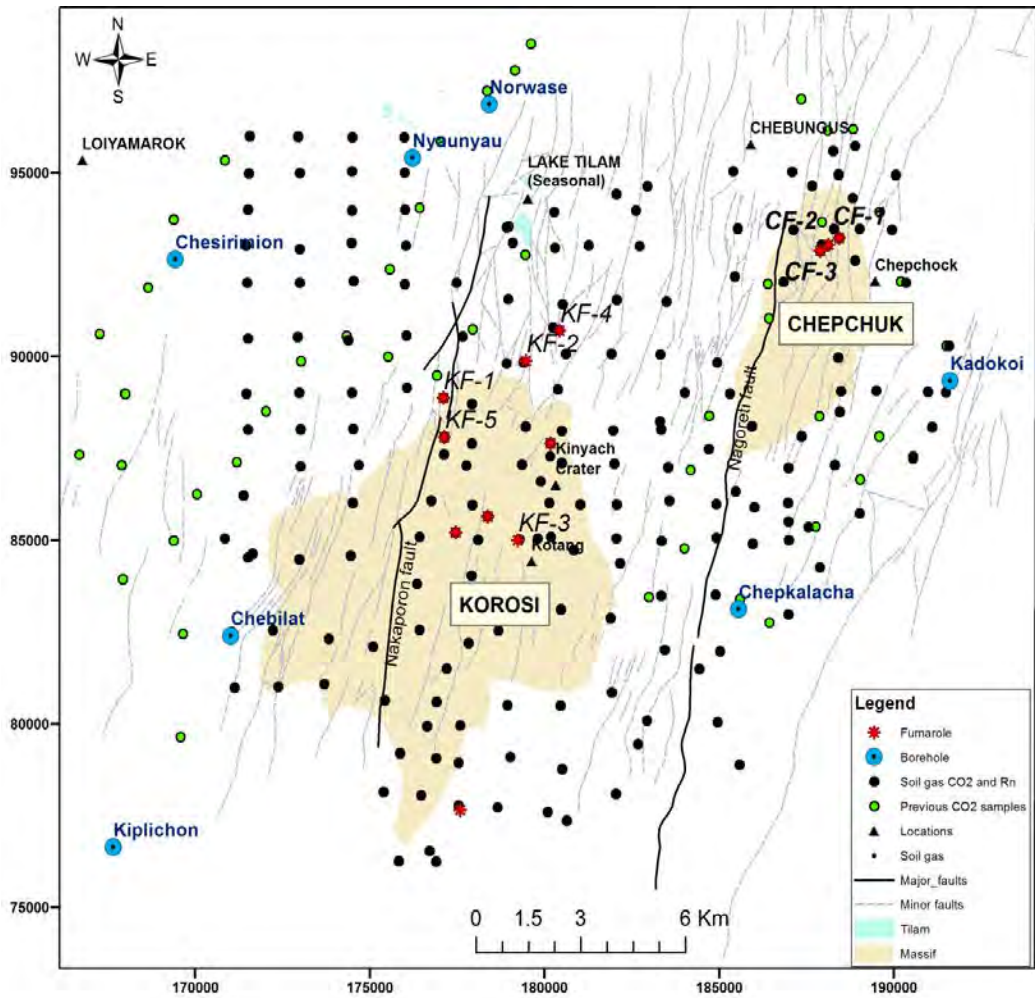 N
W E
S
Norwase
LOIYAMAROK
Nyaunyau
CHEBUNGUS
LAKE TILAM
(Seasonal)
95000
CF-2
CF-1
Chesirimion
CF-3
Chepchock
KF-4
CHEPCHUK
KF-2
90000
Kadokoi
KF-1
KF-5
Nagoreti fault
Kinyach
Crater
KF-3
85000
Kotang
Nakaporon fault
KOROSI
Chepkalacha
Chebilat
80000
Legend
Fumarole
Borehole
Soil gas CO2 and Rn
Previous CO2 samples
Locations
Soil gas
Major_faults
Minor faults
Tilam
Massif
Kiplichon
75000
0 1.5 3 6 Km
170000 175000 180000 185000 190000